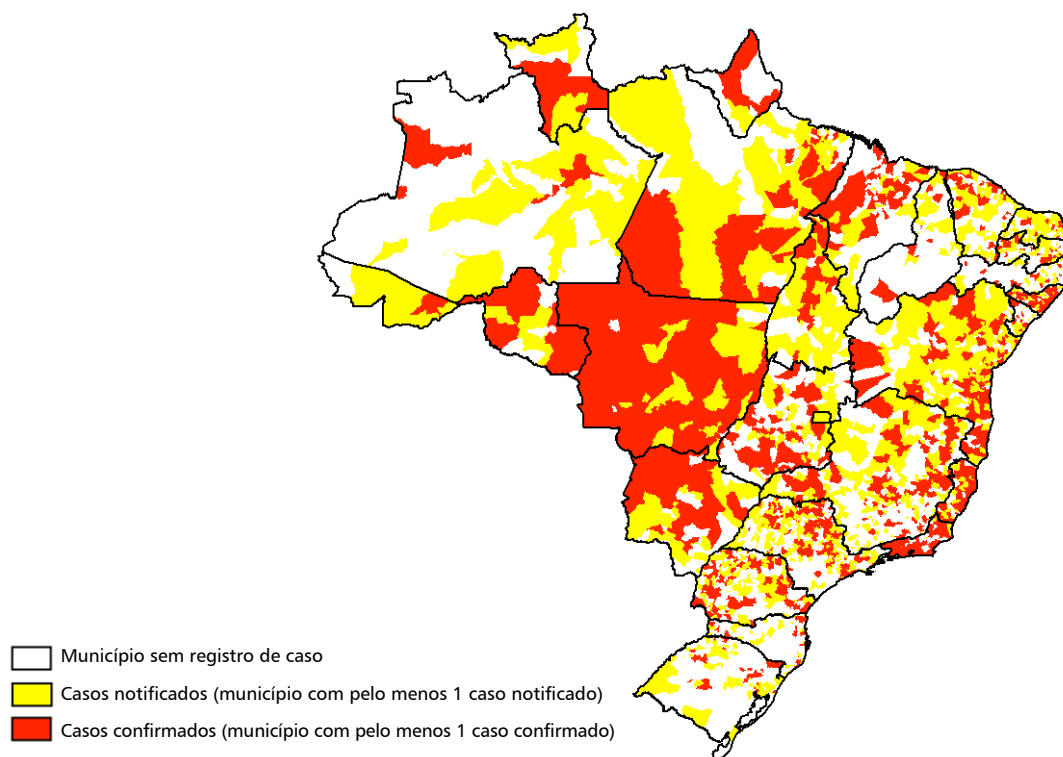 Município sem registro de caso
Casos notificados (município com pelo menos 1 caso notificado)
Casos confirmados (município com pelo menos 1 caso confirmado)